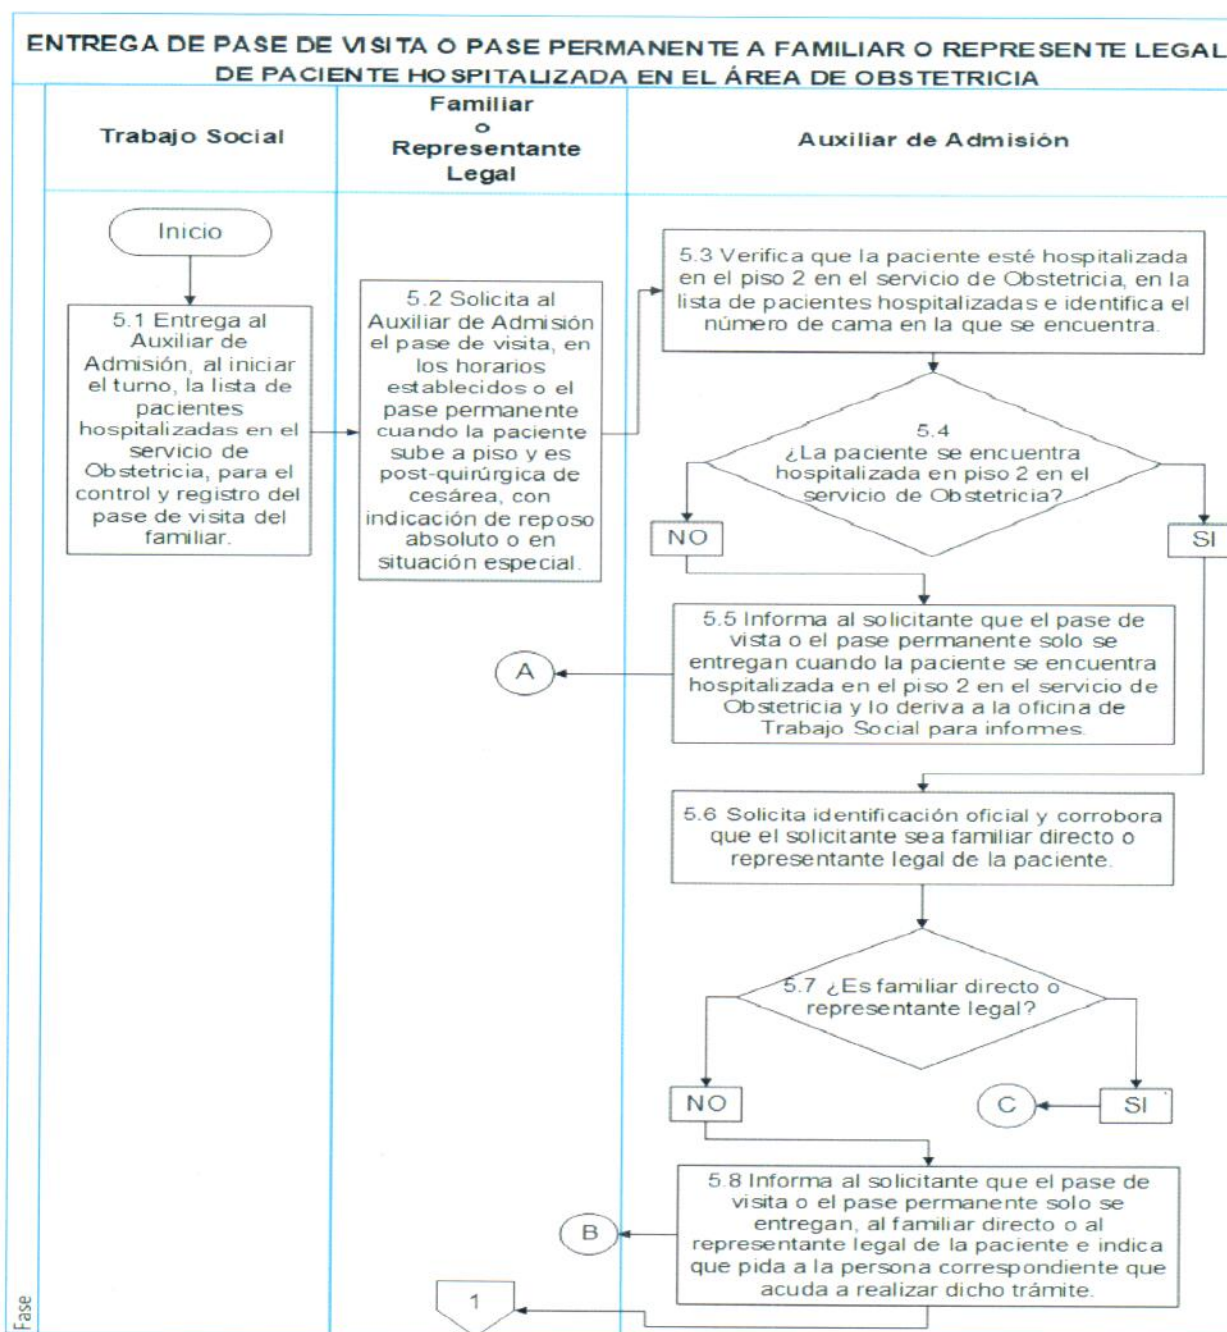 ENTREGA DE PASE DE VISITA O PASE PERMANENTE A FAMILIAR O REPRESENTE LEGAL
DE PACIENTE HOSPITALIZADA EN EL ÁREA DE OBSTETRICIA
Trabajo Social
Familiar
o
Representante
Legal
Auxiliar de Admisión
Inicio
5.1 Entrega al
Auxiliar de
Admisión, al iniciar
el turno, la lista de
pacientes
hospitalizadas en el
servicio de
Obstetricia, para el
control y registro del
pase de visita del
familiar.
5.2 Solicita al
Auxiliar de Admisión
el pase de visita, en
los horarios
establecidos o el
pase permanente
cuando la paciente
sube a piso y es
post-quirúrgica de
cesárea, con
indicación de reposo
absoluto o en
situación especial.
5.3 Verifica que la paciente esté hospitalizada
en el piso 2 en el servicio de Obstetricia, en la
lista de pacientes hospitalizadas e identifica el
número de cama en la que se encuentra.
5.4
¿La paciente se encuentra
hospitalizada en piso 2 en el
servicio de Obstetricia?
NO
SI
5.5 Informa al solicitante que el pase de
vista o el pase permanente solo se
entregan cuando la paciente se encuentra
hospitalizada en el piso 2 en el servicio de
Obstetricia y lo deriva a la oficina de
Trabajo Social para informes.
A
5.6 Solicita identificación oficial y corrobora
que el solicitante sea familiar directo o
representante legal de la paciente.
5.7 ¿Es familiar directo o
representante legal?
NO
C
SI
5.8 Informa al solicitante que el pase de
visita o el pase permanente solo se
entregan, al familiar directo o al
representante legal de la paciente e indica
que pida a la persona correspondiente que
acuda a realizar dicho trámite.
B
1
Fase